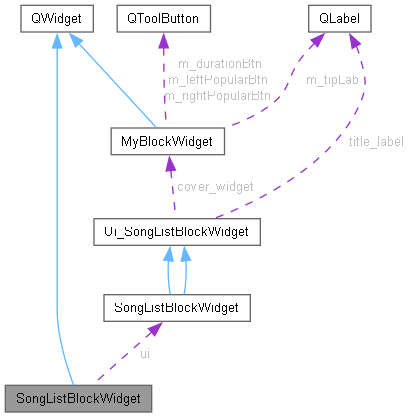 QWidget
QToolButton
QLabel
m_durationBtn
m_leftPopularBtn
m_rightPopularBtn
m_tipLab
MyBlockWidget
title_label
cover_widget
Ui_SongListBlockWidget
SongListBlockWidget
ui
SongListBlockWidget